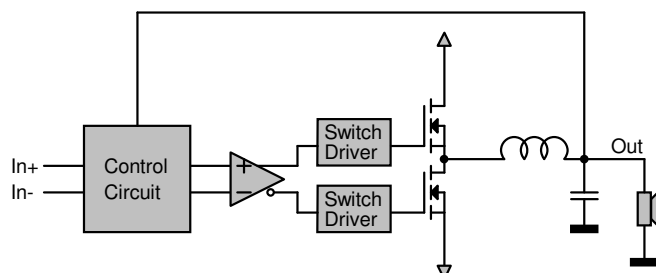 In+
In-
Control
Circuit
+
−
Switch
Driver
Switch
Driver
Out